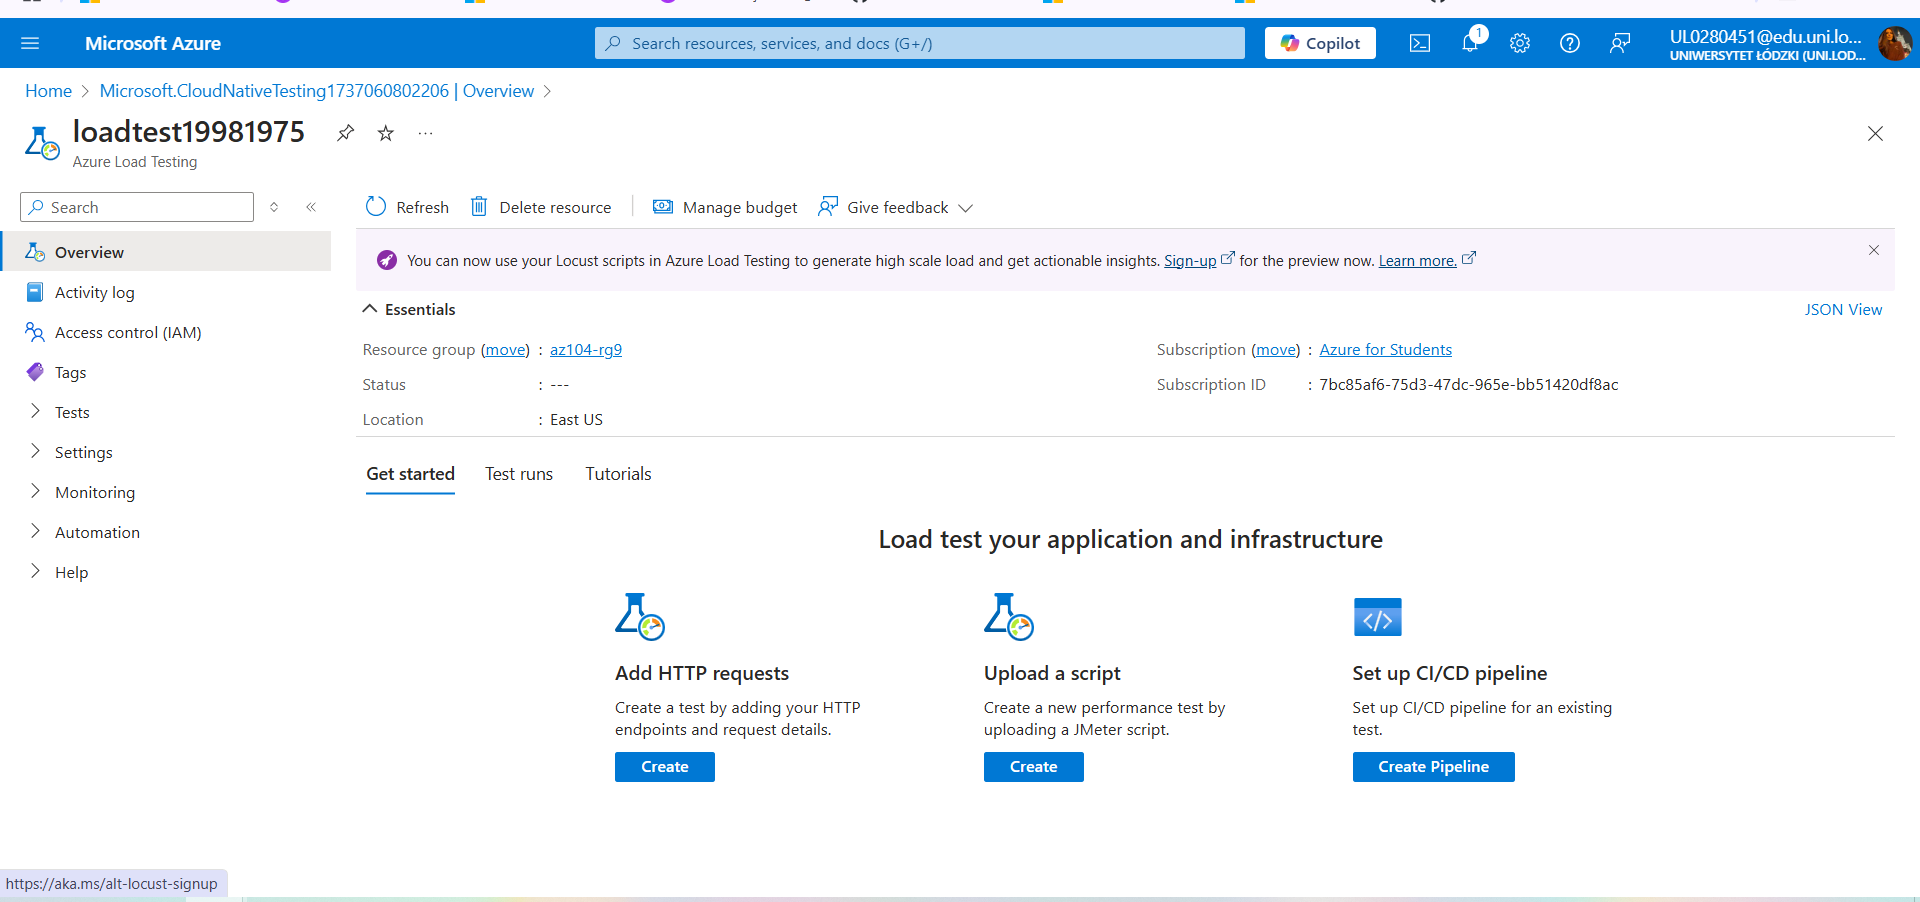 Microsoft Azure
Search resources, services, and docs (G+/)
Copilot
1
UL0280451@edu.uni.lo...
UNIWERSYTET ŁÓDZKI (UNI.LOD...
Home > Microsoft.CloudNativeTesting1737060802206 | Overview >
loadtest19981975
Azure Load Testing
Search
Refresh
Delete resource
Manage budget
Give feedback
Overview
Activity log
Access control (IAM)
Tags
Tests
Settings
Monitoring
Automation
Help
You can now use your Locust scripts in Azure Load Testing to generate high scale load and get actionable insights. Sign-up for the preview now. Learn more.
Essentials
JSON View
Resource group (move) : az104-rg9
Status : ---
Location : East US
Subscription (move) : Azure for Students
Subscription ID : 7bc85af6-75d3-47dc-965e-bb51420df8ac
Get started
Test runs
Tutorials
Load test your application and infrastructure
Add HTTP requests
Create a test by adding your HTTP
endpoints and request details.
Create
Upload a script
Create a new performance test by
uploading a JMeter script.
Create
Set up CI/CD pipeline
Set up CI/CD pipeline for an existing
test.
Create Pipeline
https://aka.ms/alt-locust-signup